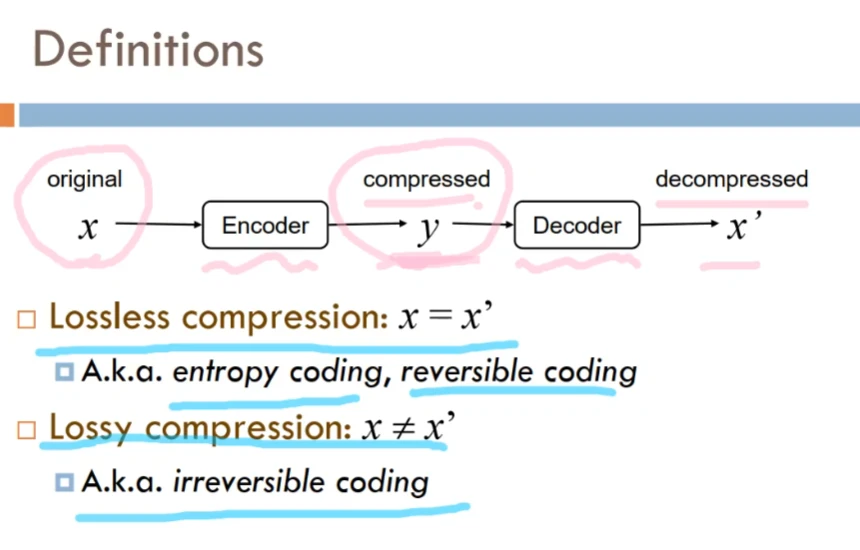 Definitions
original compressed decompressed
x Encoder y Decoder x’
Lossless compression: x = x’
A.k.a. entropy coding, reversible coding
Lossy compression: x ≠ x’
A.k.a. irreversible coding